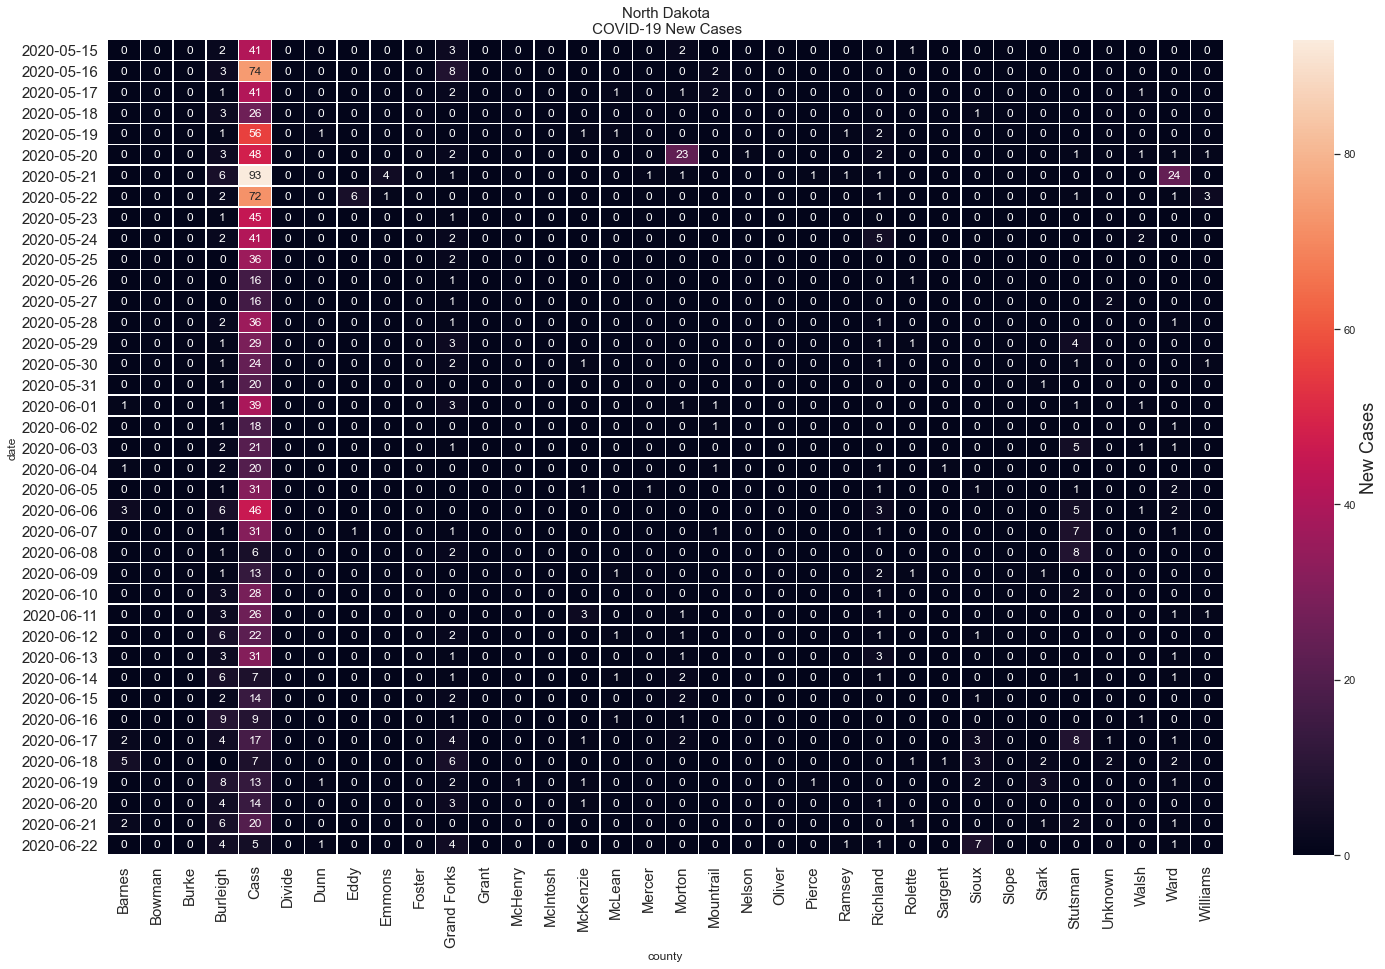 North Dakota
COVID-19 New Cases
2020-05-15 0 0 0 2 41 0 0 0 0 0 3 0 0 0 0 0 0 2 0 0 0 0 0 0 1 0 0 0 0 0 0 0 0 0
2020-05-16 0 0 0 3 74 0 0 0 0 0 8 0 0 0 0 0 0 0 2 0 0 0 0 0 0 0 0 0 0 0 0 0 0 0
2020-05-17 0 0 0 1 41 0 0 0 0 0 2 0 0 0 0 1 0 1 2 0 0 0 0 0 0 0 0 0 0 0 0 1 0 0
2020-05-18 0 0 0 3 26 0 0 0 0 0 0 0 0 0 0 0 0 0 0 0 0 0 0 0 0 0 1 0 0 0 0 0 0 0
2020-05-19 0 0 0 1 56 0 1 0 0 0 0 0 0 0 1 1 0 0 0 0 0 0 1 2 0 0 0 0 0 0 0 0 0 0
2020-05-20 0 0 0 3 48 0 0 0 0 0 2 0 0 0 0 0 0 23 0 1 0 0 0 2 0 0 0 0 0 1 0 1 1 1
2020-05-21 0 0 0 6 93 0 0 0 4 0 1 0 0 0 0 0 1 1 0 0 0 1 1 1 0 0 0 0 0 0 0 0 24 0
2020-05-22 0 0 0 2 72 0 0 6 1 0 0 0 0 0 0 0 0 0 0 0 0 0 0 1 0 0 0 0 0 1 0 0 1 3
2020-05-23 0 0 0 1 45 0 0 0 0 0 1 0 0 0 0 0 0 0 0 0 0 0 0 0 0 0 0 0 0 0 0 0 0 0
2020-05-24 0 0 0 2 41 0 0 0 0 0 2 0 0 0 0 0 0 0 0 0 0 0 0 5 0 0 0 0 0 0 0 2 0 0
2020-05-25 0 0 0 0 36 0 0 0 0 0 2 0 0 0 0 0 0 0 0 0 0 0 0 0 0 0 0 0 0 0 0 0 0 0
2020-05-26 0 0 0 0 16 0 0 0 0 0 1 0 0 0 0 0 0 0 0 0 0 0 0 0 1 0 0 0 0 0 0 0 0 0
2020-05-27 0 0 0 0 16 0 0 0 0 0 1 0 0 0 0 0 0 0 0 0 0 0 0 0 0 0 0 0 0 0 2 0 0 0
2020-05-28 0 0 0 2 36 0 0 0 0 0 1 0 0 0 0 0 0 0 0 0 0 0 0 1 0 0 0 0 0 0 0 0 1 0
2020-05-29 0 0 0 1 29 0 0 0 0 0 3 0 0 0 0 0 0 0 0 0 0 0 0 1 1 0 0 0 0 4 0 0 0 0
2020-05-30 0 0 0 1 24 0 0 0 0 0 2 0 0 0 1 0 0 0 0 0 0 0 0 1 0 0 0 0 0 1 0 0 0 1
2020-05-31 0 0 0 1 20 0 0 0 0 0 0 0 0 0 0 0 0 0 0 0 0 0 0 0 0 0 0 0 1 0 0 0 0 0
2020-06-01 1 0 0 1 39 0 0 0 0 0 3 0 0 0 0 0 0 1 1 0 0 0 0 0 0 0 0 0 0 1 0 1 0 0
2020-06-02 0 0 0 1 18 0 0 0 0 0 0 0 0 0 0 0 0 0 1 0 0 0 0 0 0 0 0 0 0 0 0 0 1 0
2020-06-03 0 0 0 2 21 0 0 0 0 0 1 0 0 0 0 0 0 0 0 0 0 0 0 0 0 0 0 0 0 5 0 1 1 0
2020-06-04 1 0 0 2 20 0 0 0 0 0 0 0 0 0 0 0 0 0 1 0 0 0 0 1 0 1 0 0 0 0 0 0 0 0
2020-06-05 0 0 0 1 31 0 0 0 0 0 0 0 0 0 1 0 1 0 0 0 0 0 0 1 0 0 1 0 0 1 0 0 2 0
2020-06-06 3 0 0 6 46 0 0 0 0 0 0 0 0 0 0 0 0 0 0 0 0 0 0 3 0 0 0 0 0 5 0 1 2 0
2020-06-07 0 0 0 1 31 0 0 1 0 0 1 0 0 0 0 0 0 0 1 0 0 0 0 1 0 0 0 0 0 7 0 0 1 0
2020-06-08 0 0 0 1 6 0 0 0 0 0 2 0 0 0 0 0 0 0 0 0 0 0 0 0 0 0 0 0 0 8 0 0 0 0
2020-06-09 0 0 0 1 13 0 0 0 0 0 0 0 0 0 0 1 0 0 0 0 0 0 0 2 1 0 0 0 1 0 0 0 0 0
2020-06-10 0 0 0 3 28 0 0 0 0 0 0 0 0 0 0 0 0 0 0 0 0 0 0 1 0 0 0 0 0 2 0 0 0 0
2020-06-11 0 0 0 3 26 0 0 0 0 0 0 0 0 0 3 0 0 1 0 0 0 0 0 1 0 0 0 0 0 0 0 0 1 1
2020-06-12 0 0 0 6 22 0 0 0 0 0 2 0 0 0 0 1 0 1 0 0 0 0 0 1 0 0 1 0 0 0 0 0 0 0
2020-06-13 0 0 0 3 31 0 0 0 0 0 1 0 0 0 0 0 0 1 0 0 0 0 0 3 0 0 0 0 0 0 0 0 1 0
2020-06-14 0 0 0 6 7 0 0 0 0 0 1 0 0 0 0 1 0 2 0 0 0 0 0 1 0 0 0 0 0 1 0 0 1 0
2020-06-15 0 0 0 2 14 0 0 0 0 0 2 0 0 0 0 0 0 2 0 0 0 0 0 0 0 0 1 0 0 0 0 0 0 0
2020-06-16 0 0 0 9 9 0 0 0 0 0 1 0 0 0 0 1 0 1 0 0 0 0 0 0 0 0 0 0 0 0 0 1 0 0
2020-06-17 2 0 0 4 17 0 0 0 0 0 4 0 0 0 1 0 0 2 0 0 0 0 0 0 0 0 3 0 0 8 1 0 1 0
2020-06-18 5 0 0 0 7 0 0 0 0 0 6 0 0 0 0 0 0 0 0 0 0 0 0 0 1 1 3 0 2 0 2 0 2 0
2020-06-19 0 0 0 8 13 0 1 0 0 0 2 0 1 0 1 0 0 0 0 0 0 1 0 0 0 0 2 0 3 0 0 0 1 0
2020-06-20 0 0 0 4 14 0 0 0 0 0 3 0 0 0 1 0 0 0 0 0 0 0 0 1 0 0 0 0 0 0 0 0 0 0
2020-06-21 2 0 0 6 20 0 0 0 0 0 0 0 0 0 0 0 0 0 0 0 0 0 0 0 1 0 0 0 1 2 0 0 1 0
2020-06-22 0 0 0 4 5 0 1 0 0 0 4 0 0 0 0 0 0 0 0 0 0 0 1 1 0 0 7 0 0 0 0 0 1 0
date
Barnes Bowman Burke Burleigh Cass Divide Dunn Eddy Emmons Foster Grand Forks Grant McHenry McIntosh McKenzie McLean Mercer Morton Mountrail Nelson Oliver Pierce Ramsey Richland Rolette Sargent Sioux Slope Stark Stutsman Unknown Walsh Ward Williams
county
80
60
40
20
0
New Cases